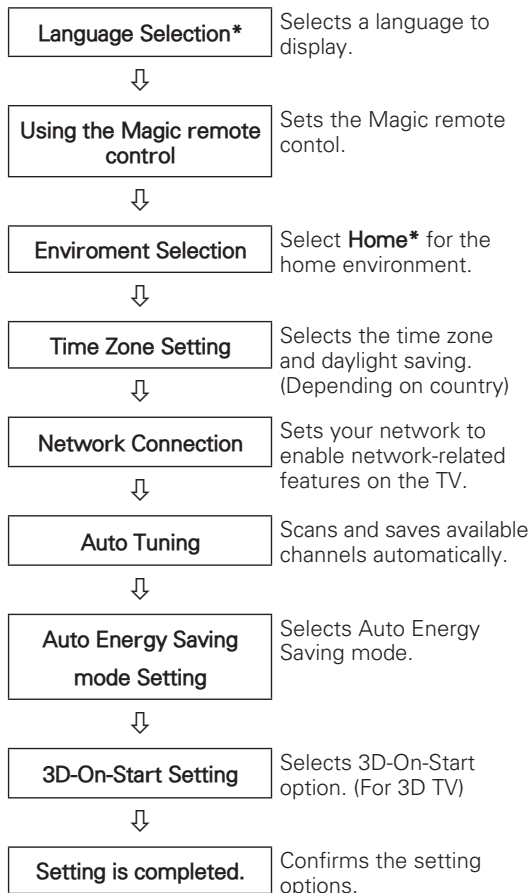 Language Selection*
Selects a language to
display.
⇩
Using the Magic remote
control
Sets the Magic remote
contol.
⇩
Enviroment Selection
Select Home* for the
home environment.
⇩
Time Zone Setting
Selects the time zone
and daylight saving.
(Depending on country)
⇩
Network Connection
Sets your network to
enable network-related
features on the TV.
⇩
Auto Tuning
Scans and saves available
channels automatically.
⇩
Auto Energy Saving
mode Setting
Selects Auto Energy
Saving mode.
⇩
3D-On-Start Setting
Selects 3D-On-Start
option. (For 3D TV)
⇩
Setting is completed.
Confirms the setting
options.